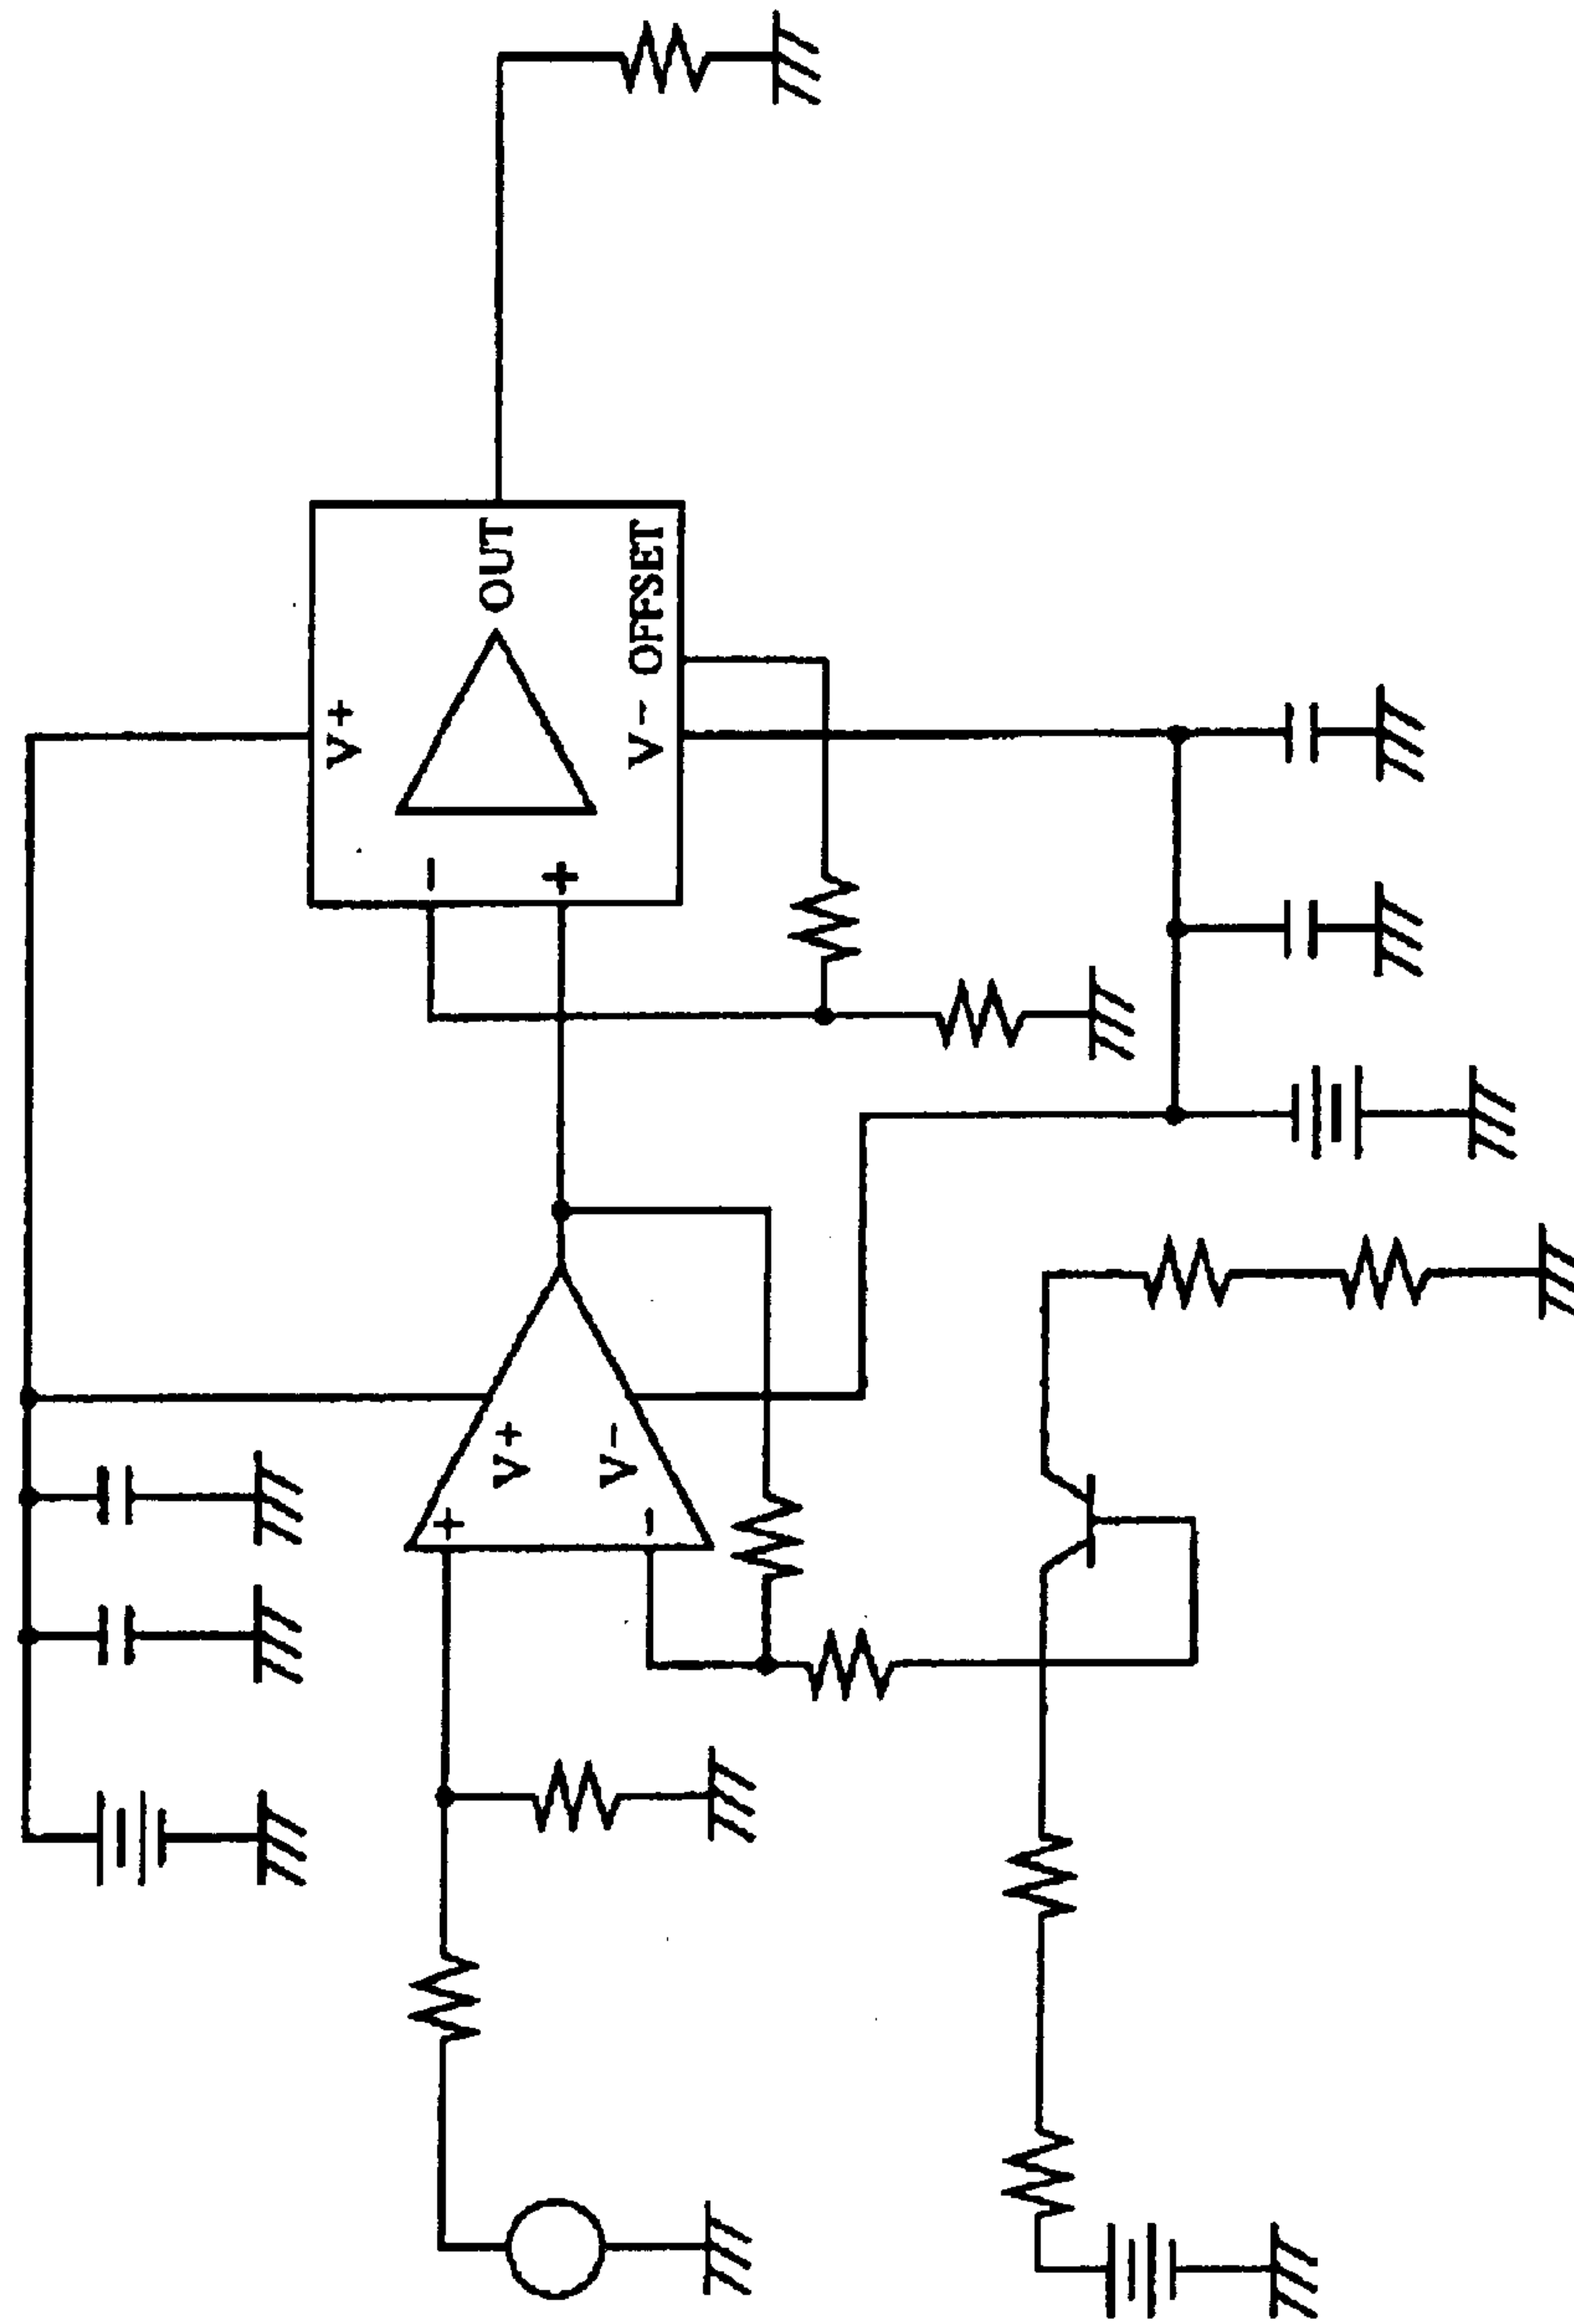 V+
OUT
-
+
V- OFFSET
+
V+
V-
-